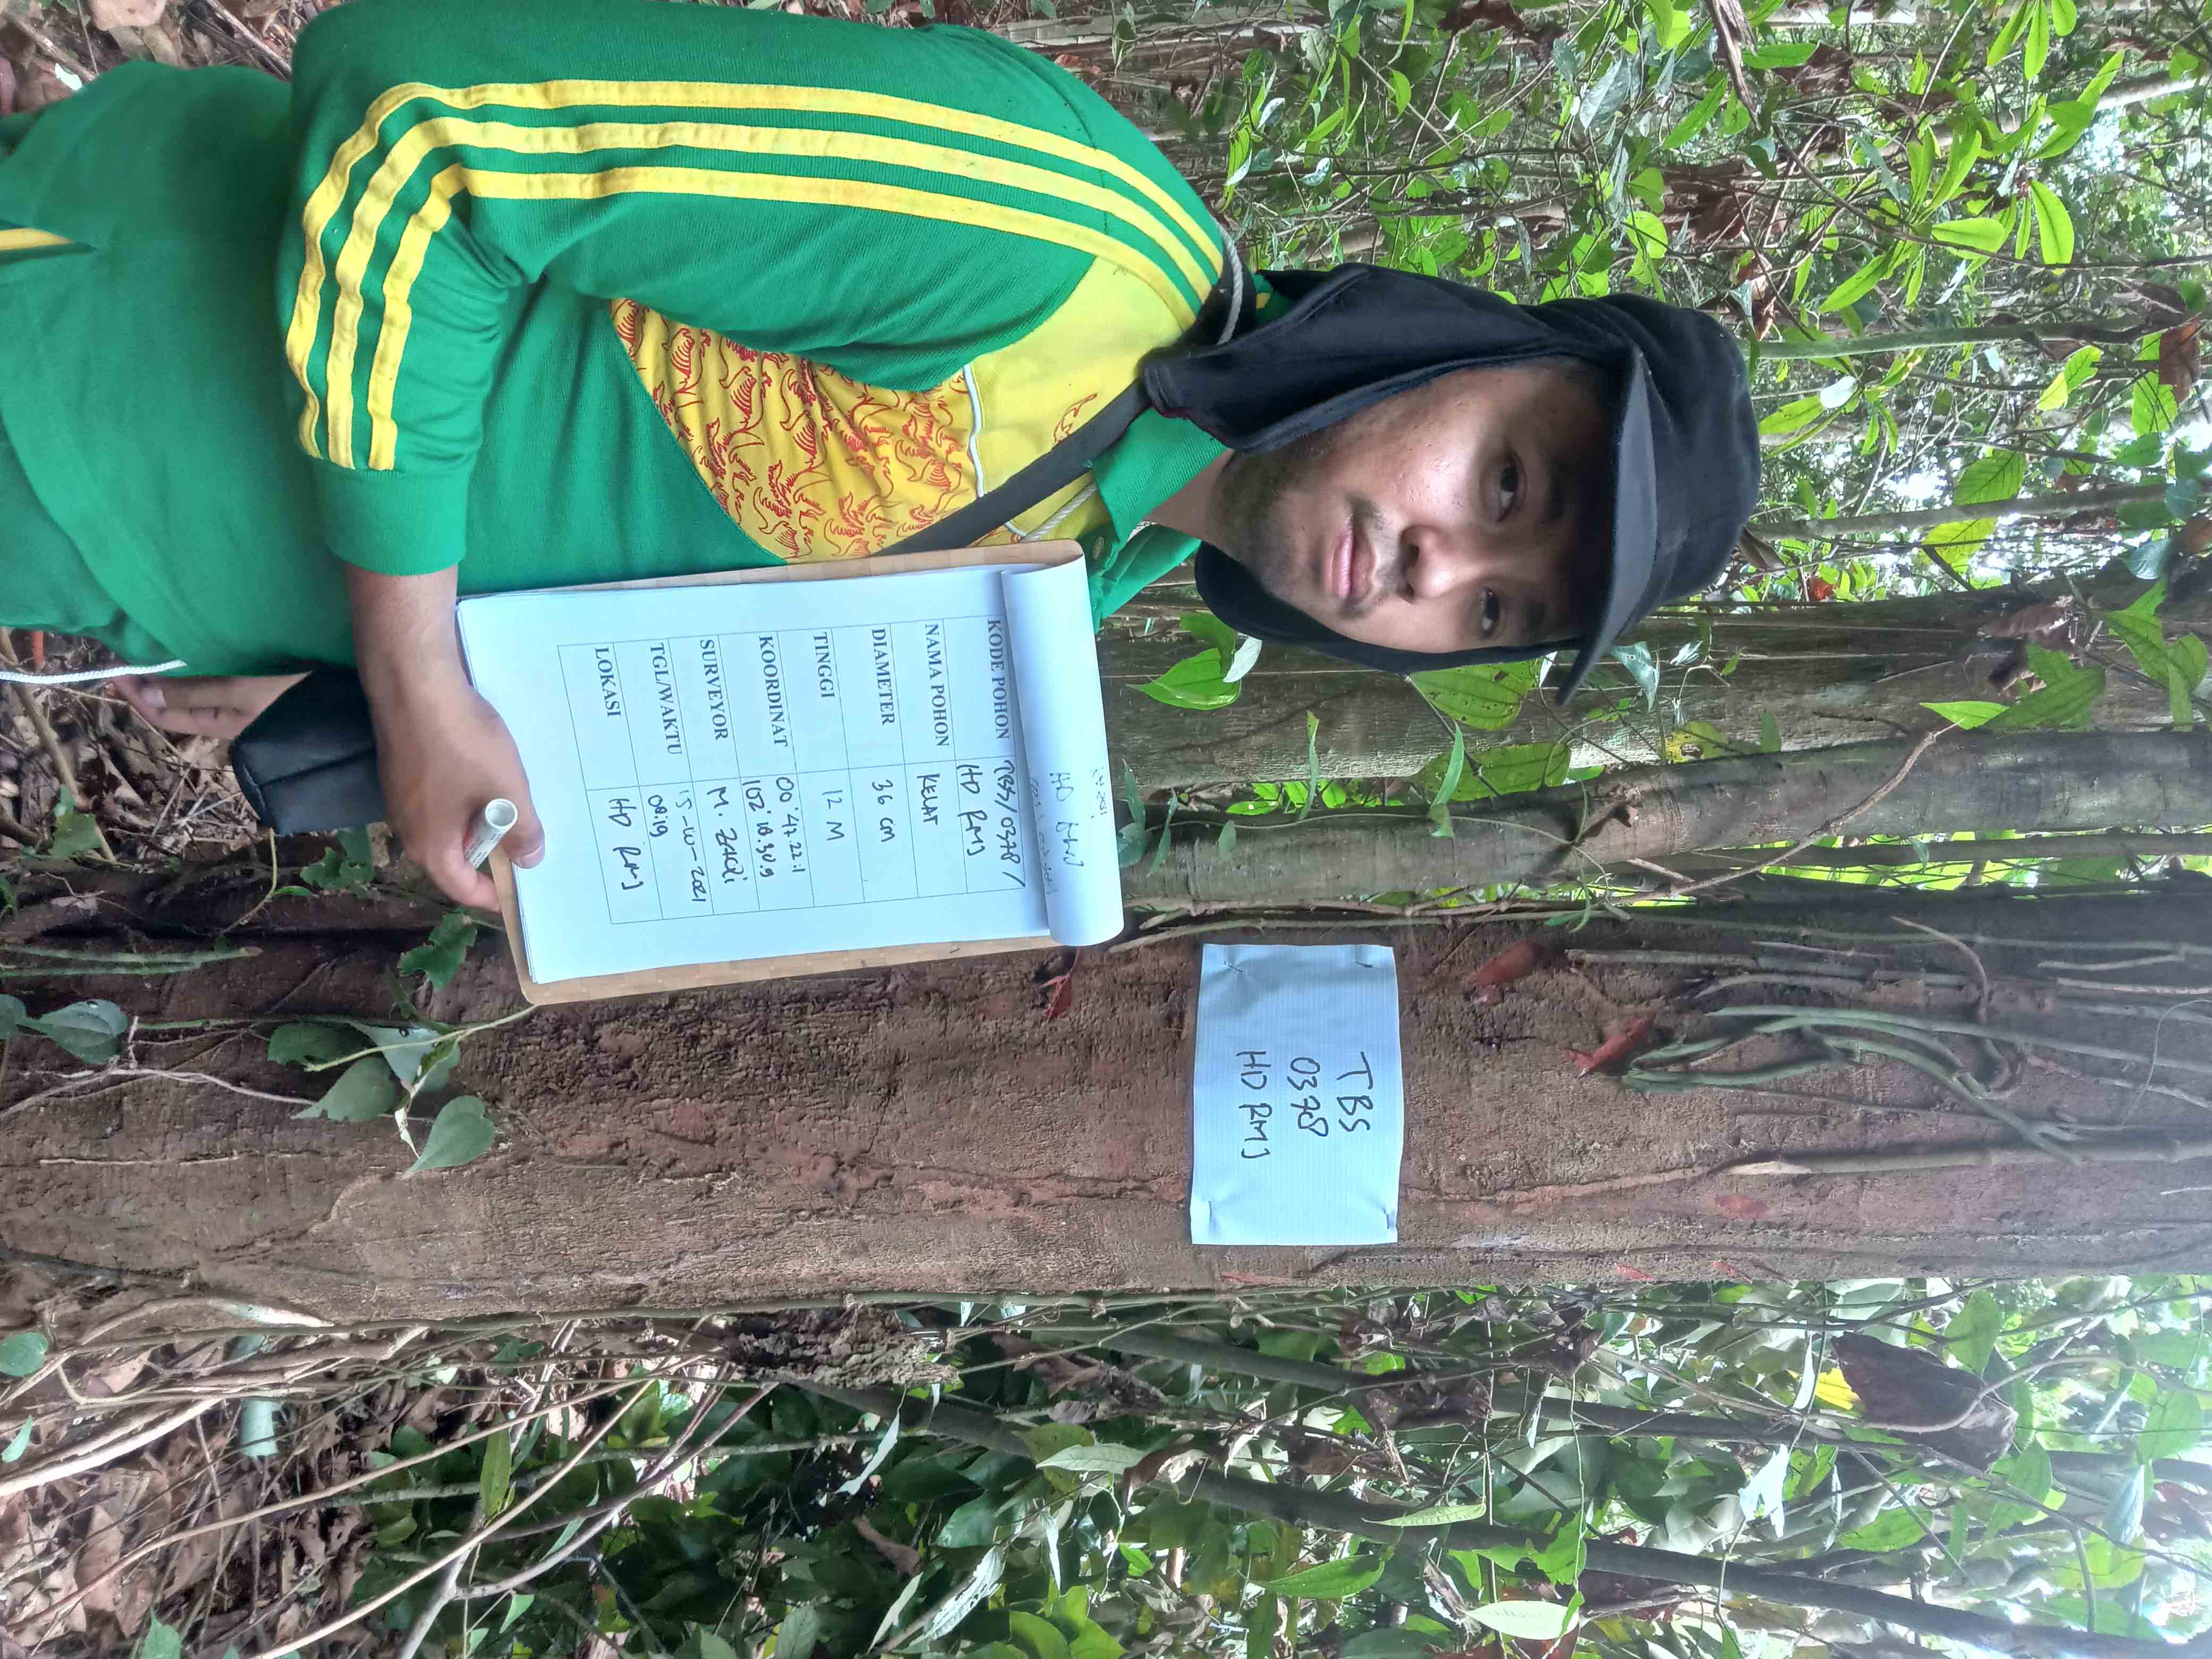 TBS
0378
HD RMJ
HD RMJ
KODE POHON TBS/0378/
HD RMJ
NAMA POHON KELAT
DIAMETER 36 CM
TINGGI 12 M
KOORDINAT 00°47.22.1
102°18.30.9
SURVEYOR M. ZAQI
TGL/WAKTU 15-10-2021
08:19
LOKASI HD RMJ